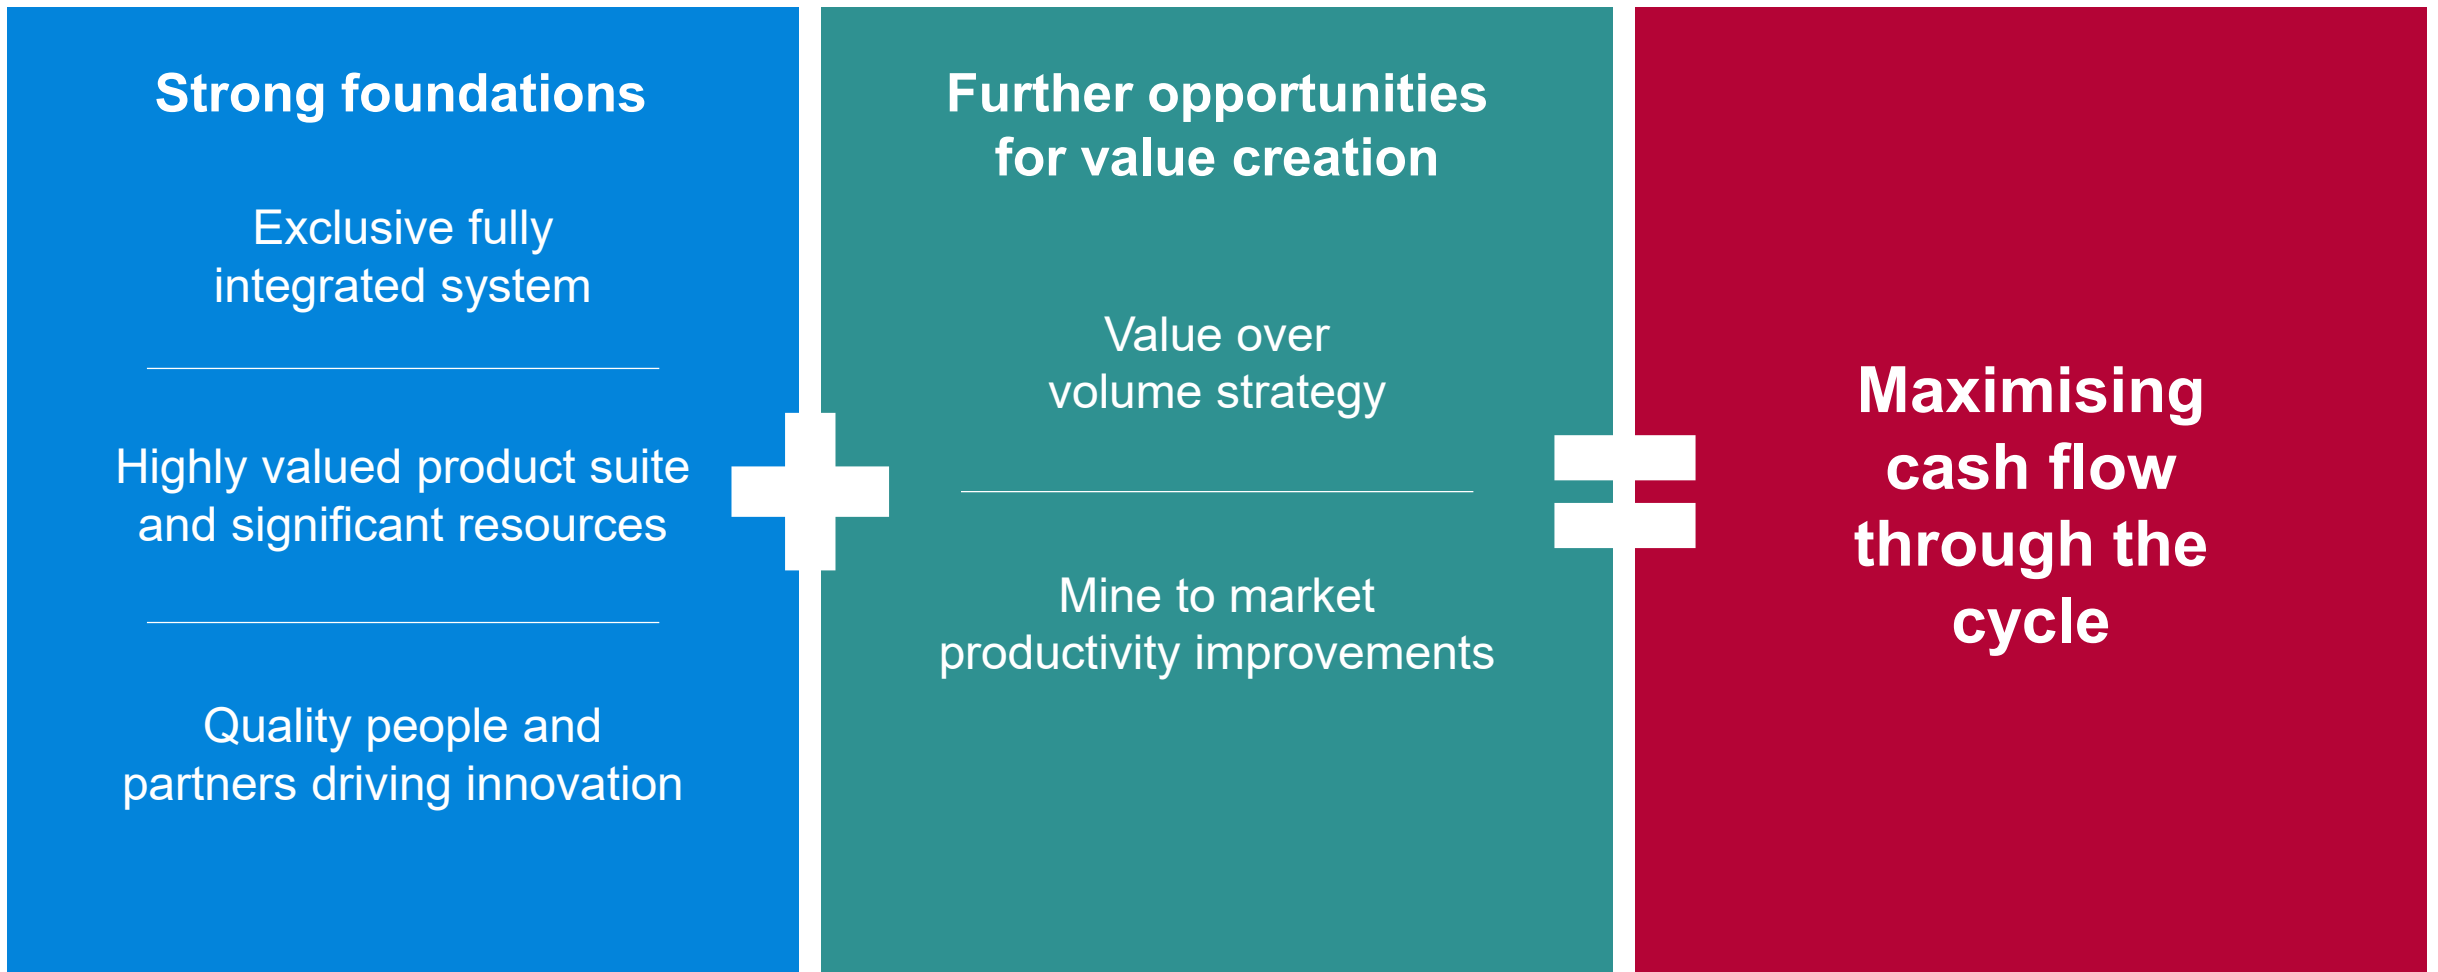 Strong foundations
Exclusive fully
integrated system
Highly valued product suite
and significant resources
Quality people and
partners driving innovation
Further opportunities
for value creation
Value over
volume strategy
Mine to market
productivity improvements
Maximising
cash flow
through the
cycle